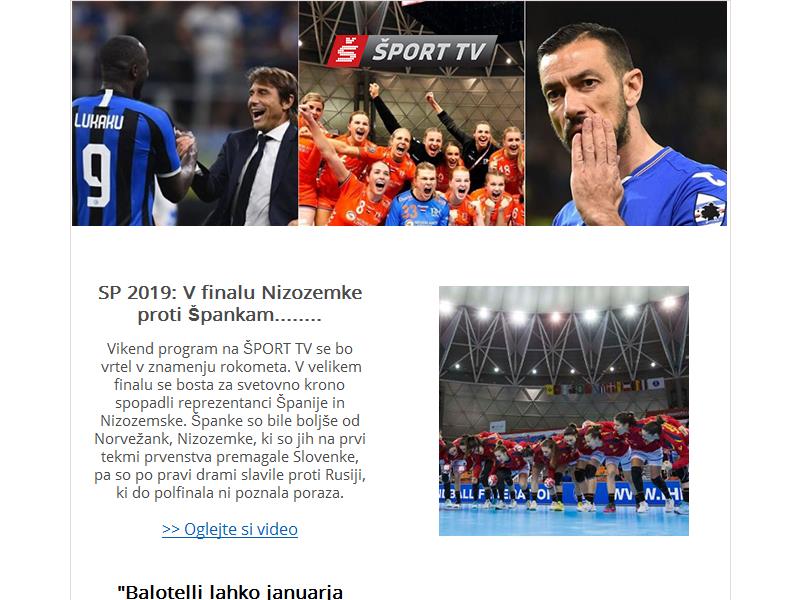 LUKAKU
9
Š ŠPORT TV
SP 2019: V finalu Nizozemke
proti Špankam........
Vikend program na ŠPORT TV se bo
vrtel v znamenju rokometa. V velikem
finalu se bosta za svetovno krono
spopadli reprezentanci Španije in
Nizozemske. Španke so bile boljše od
Norvežank, Nizozemke, ki so jih na prvi
tekmi prvenstva premagale Slovenke,
pa so po pravi drami slavile proti Rusiji,
ki do polfinala ni poznala poraza.
>> Oglejte si video
"Balotelli lahko januarja